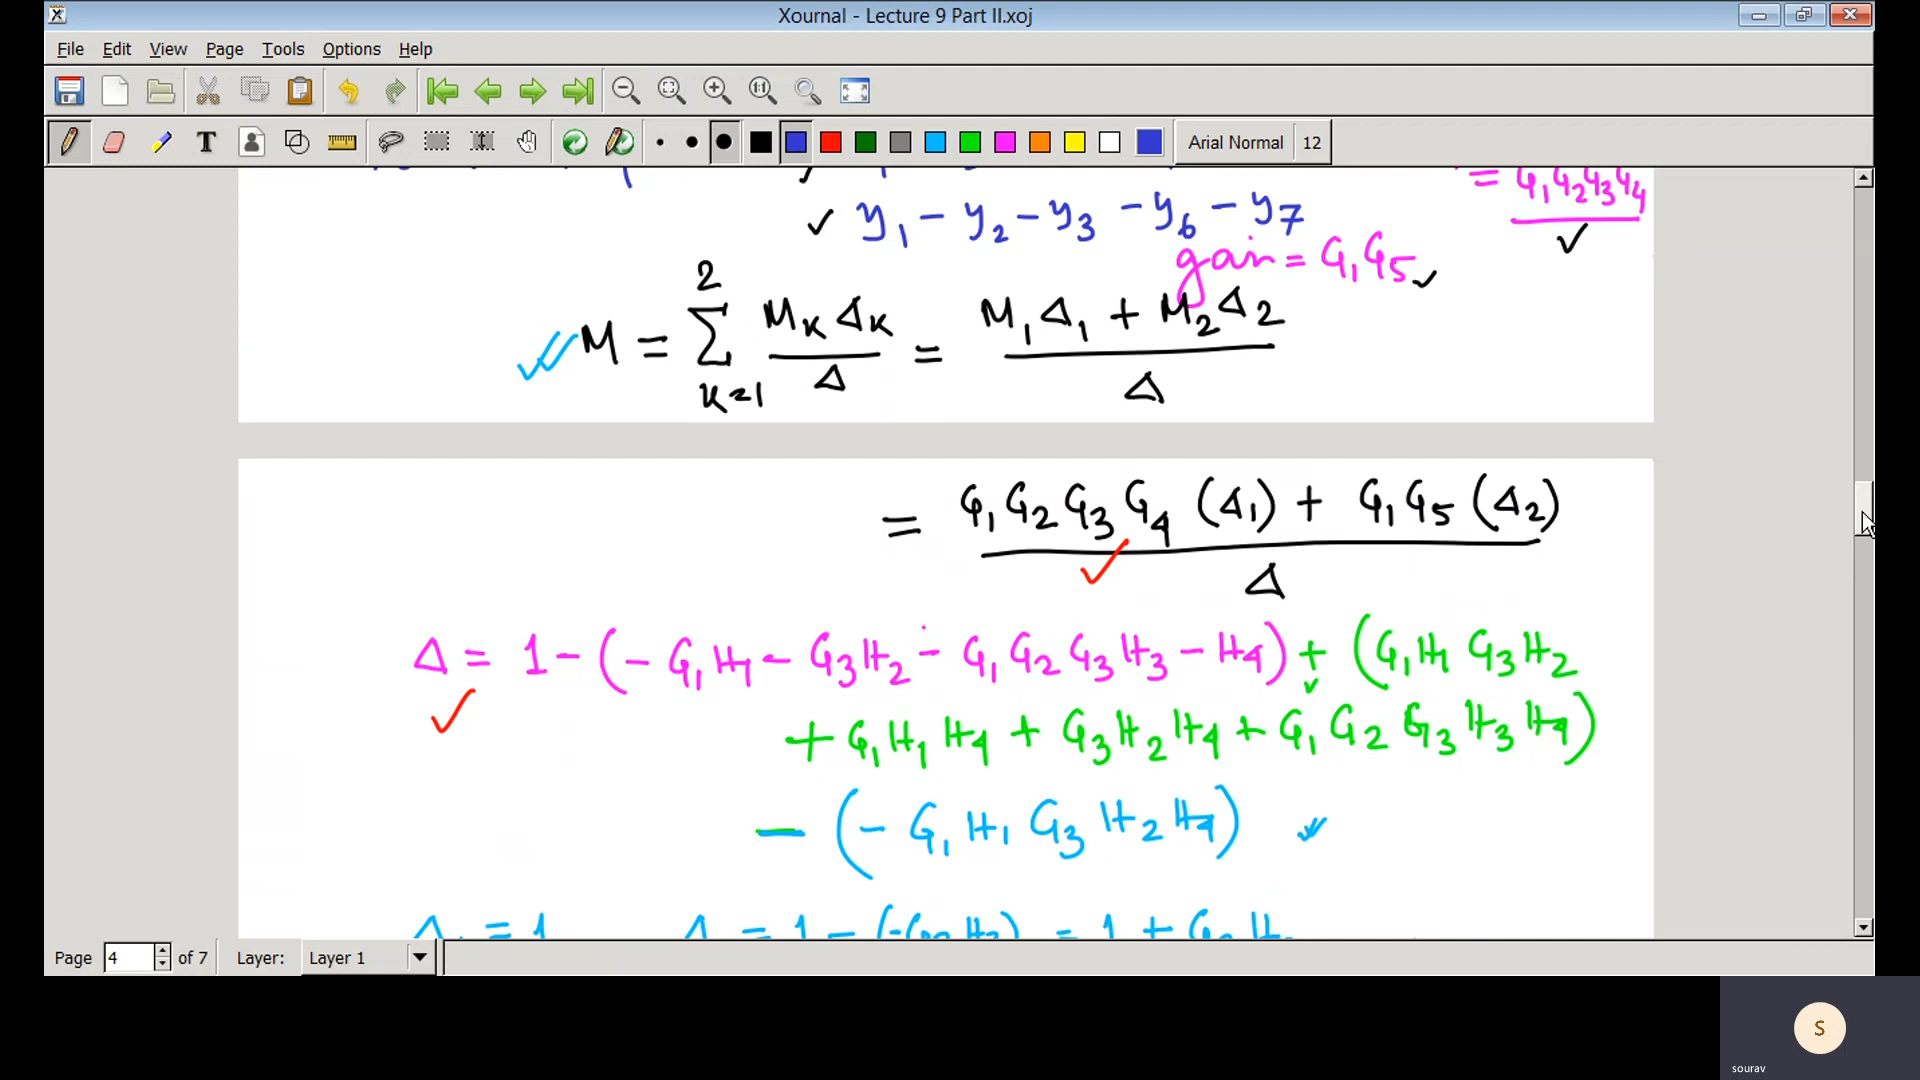 Xournal - Lecture 9 Part II.xoj
File Edit View Page Tools Options Help
Arial Normal 12
= G₁G₂G₃G₄
✓ y₁ - y₂ - y₃ - y₆ - y₇
gain = G₁G₅
M = ∑_{k=1}^{2} (M_k Δ_k)/Δ = (M₁Δ₁ + M₂Δ₂)/Δ
= (G₁G₂G₃G₄ (Δ₁) + G₁G₅ (Δ₂))/Δ
Δ = 1 - (- G₁H₁ - G₃H₂ - G₁G₂G₃H₃ - H₄) + (G₁H₁ G₃H₂
+ G₁H₁H₄ + G₃H₂H₄ + G₁G₂G₃H₃H₄)
- (- G₁H₁G₃H₂H₄)
Page 4 of 7 Layer: Layer 1
S
sourav